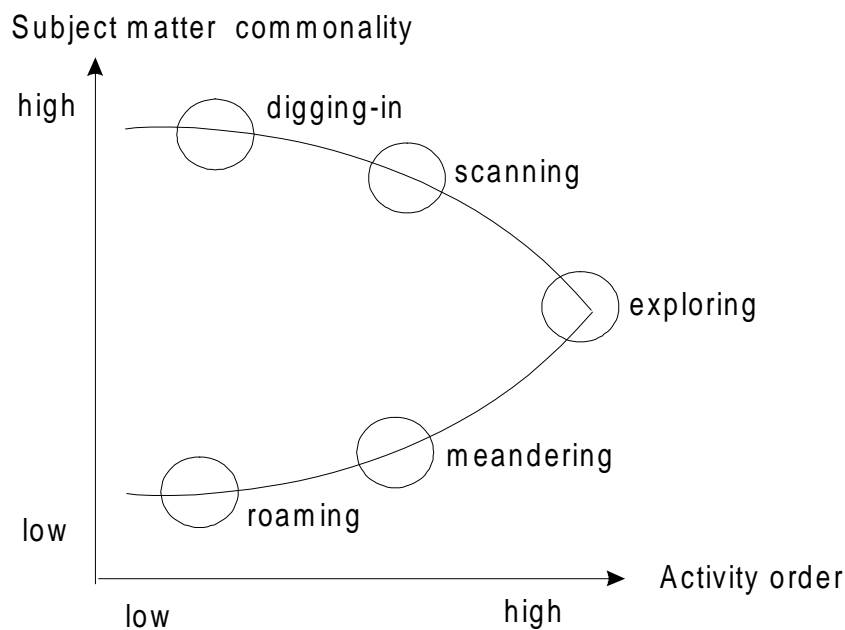 Subject matter commonality
high
digging-in
scanning
exploring
meandering
roaming
low
Activity order
low
high